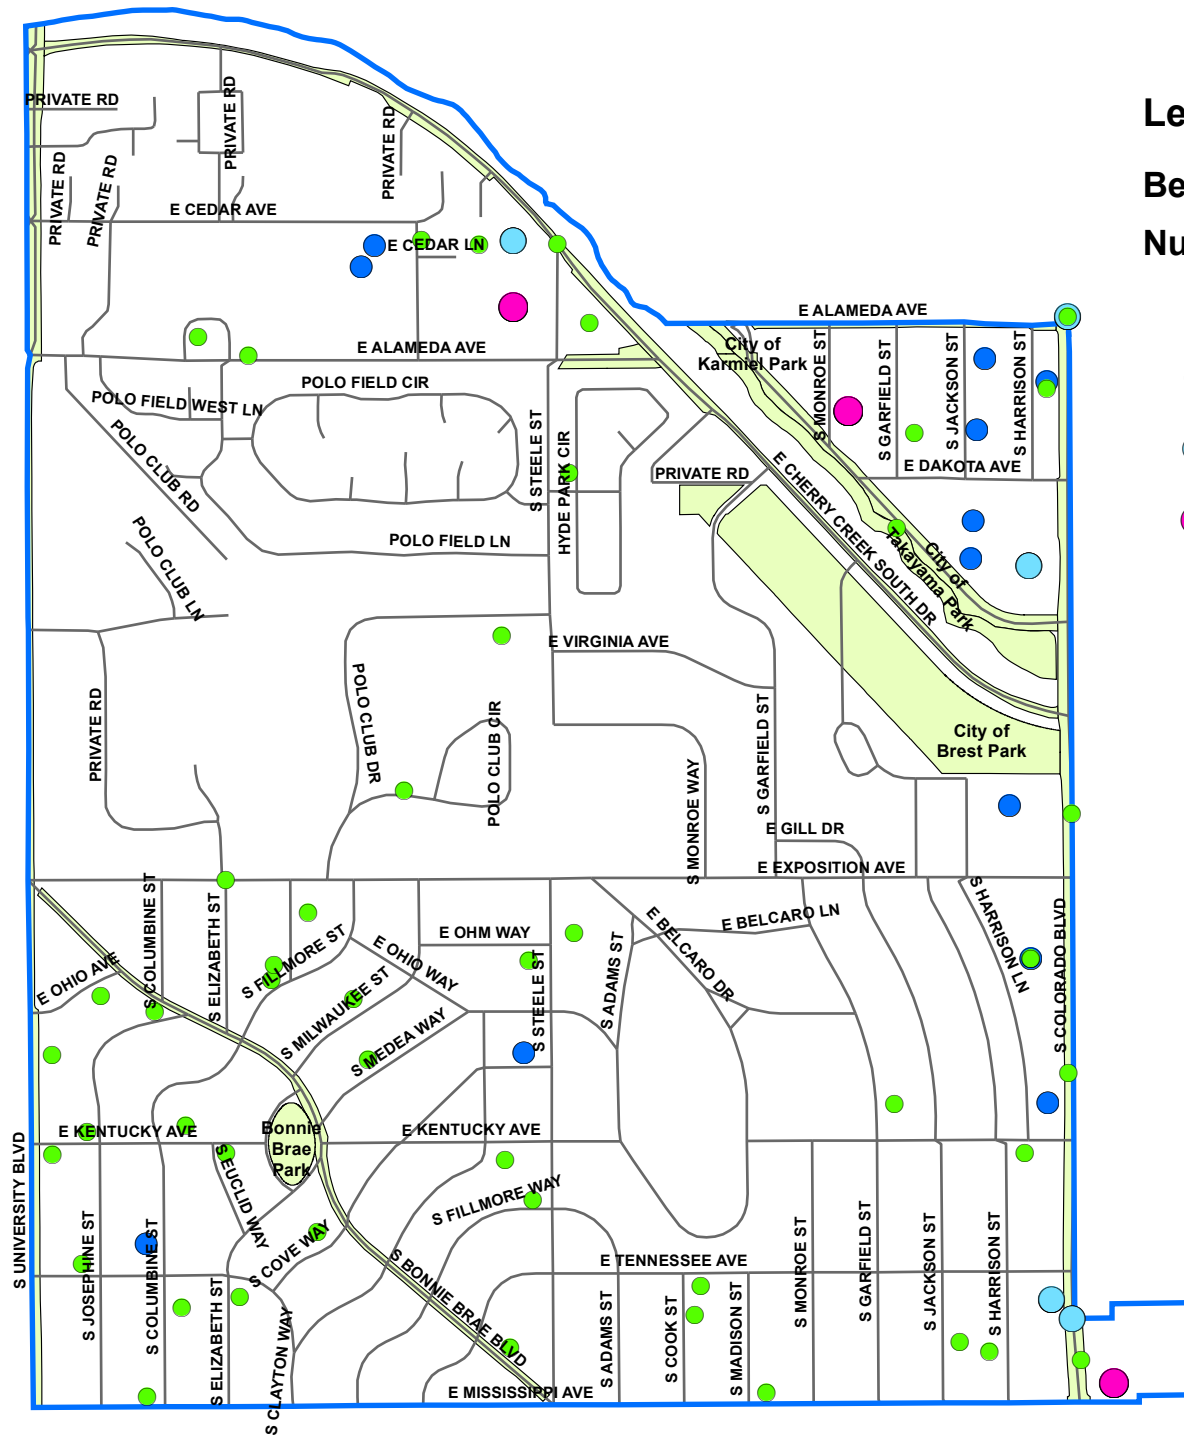 Le
Be
Nu
PRIVATE RD
PRIVATE RD
PRIVATE RD
PRIVATE RD
PRIVATE RD
E CEDAR AVE
E CEDAR LN
E ALAMEDA AVE
E ALAMEDA AVE
City of
Karmiel Park
S MONROE ST
S GARFIELD ST
S JACKSON ST
S HARRISON ST
E DAKOTA AVE
POLO FIELD CIR
POLO FIELD WEST LN
POLO CLUB RD
S STEELE ST
HYDE PARK CIR
PRIVATE RD
E CHERRY CREEK SOUTH DR
City of
Takayama Park
POLO FIELD LN
POLO CLUB LN
E VIRGINIA AVE
PRIVATE RD
POLO CLUB DR
POLO CLUB CIR
S MONROE WAY
S GARFIELD ST
City of
Brest Park
E GILL DR
E EXPOSITION AVE
S COLUMBINE ST
S ELIZABETH ST
S FILLMORE ST
E OHIO AVE
E OHIO WAY
E OHM WAY
S MILWAUKEE ST
S MEDEA WAY
S STEELE ST
S ADAMS ST
E BELCARO DR
E BELCARO LN
S HARRISON LN
S COLORADO BLVD
E KENTUCKY AVE
Bonnie
Brae
Park
E KENTUCKY AVE
S UNIVERSITY BLVD
S EUCLID WAY
S FILLMORE WAY
S COVE WAY
S BONNIE BRAE BLVD
E TENNESSEE AVE
S JOSEPHINE ST
S COLUMBINE ST
S ELIZABETH ST
S CLAYTON WAY
S ADAMS ST
S COOK ST
S MADISON ST
S MONROE ST
S GARFIELD ST
S JACKSON ST
S HARRISON ST
E MISSISSIPPI AVE